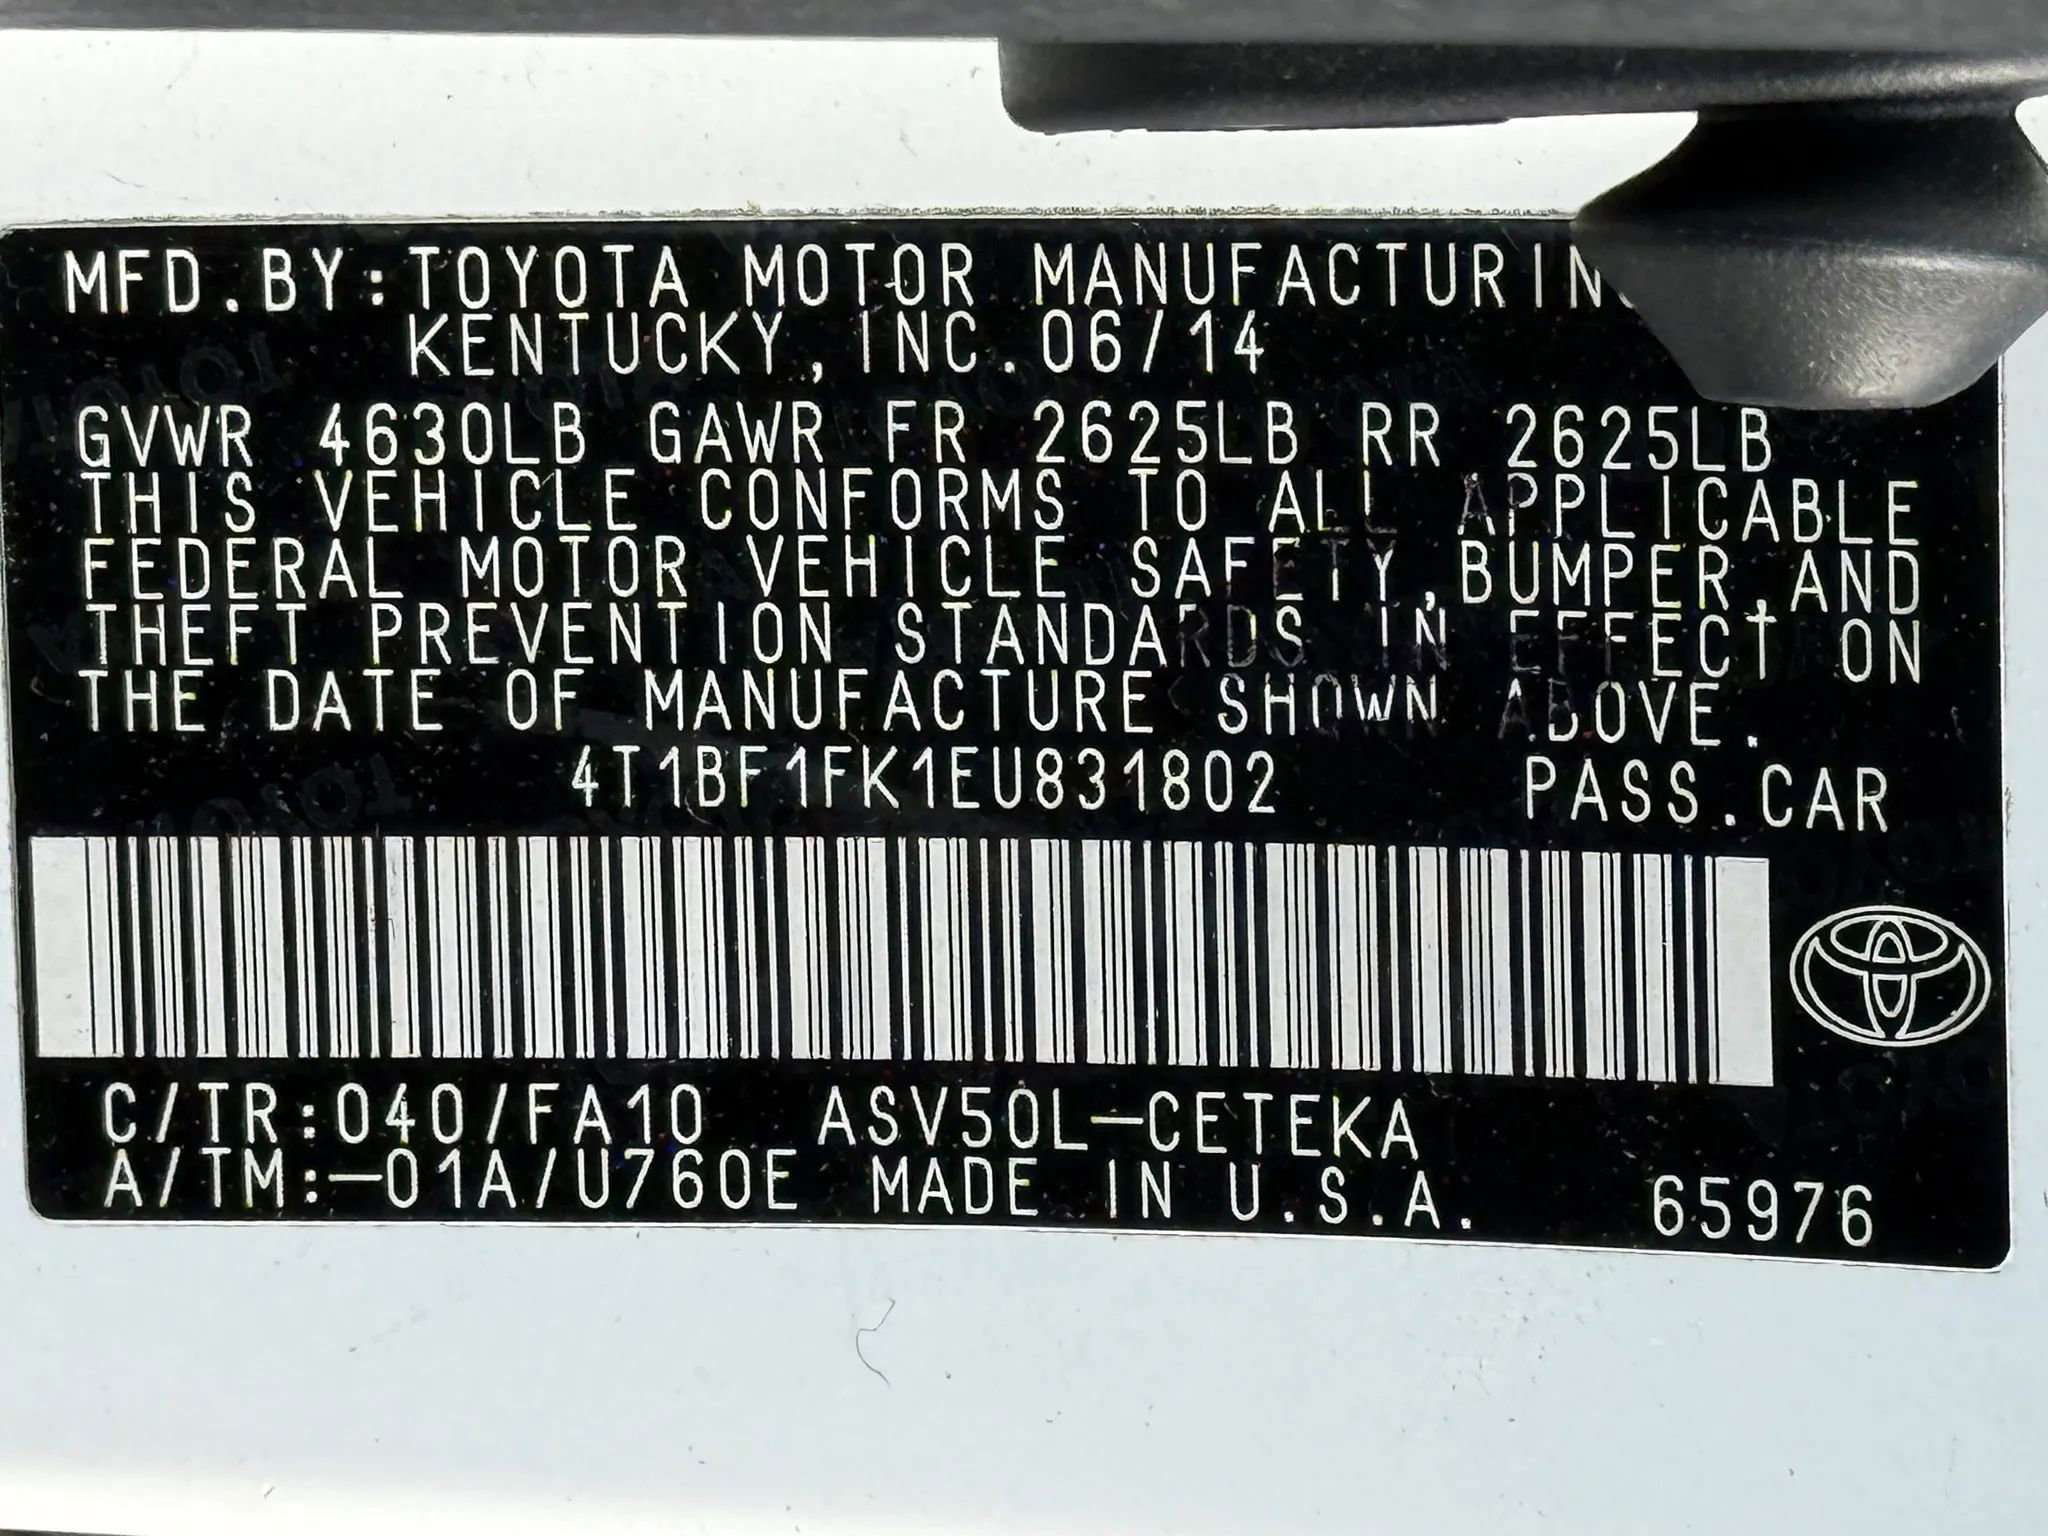 MFD.BY:TOYOTA MOTOR MANUFACTURIN
KENTUCKY,INC.06/14
GVWR 4630LB GAWR FR 2625LB RR 2625LB
THIS VEHICLE CONFORMS TO ALL APPLICABLE
FEDERAL MOTOR VEHICLE SAFETY,BUMPER,AND
THEFT PREVENTION STANDARDS IN EFFECT ON
THE DATE OF MANUFACTURE SHOWN ABOVE.
4T1BF1FK1EU831802 PASS.CAR
C/TR:040/FA10 ASV50L-CETEKA
A/TM:-01A/U760E MADE IN U.S.A. 65976